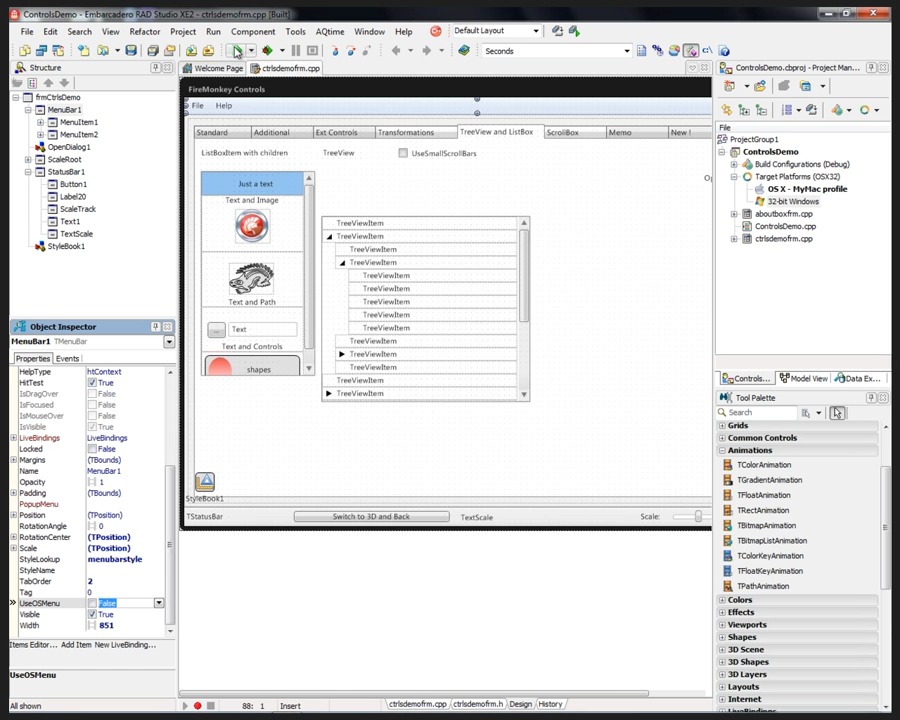 ControlsDemo - Embarcadero RAD Studio XE2 - ctrlsdemofrm.cpp [Built]
File Edit Search View Refactor Project Run Component Tools AQtime Window Help Default Layout
Seconds
Structure
frmCtrlsDemo
MenuBar1
MenuItem1
MenuItem2
OpenDialog1
ScaleRoot
StatusBar1
Button1
Label20
ScaleTrack
Text1
TextScale
StyleBook1
Object Inspector
MenuBar1 TMenuBar
Properties Events
HelpType htContext
HitTest True
IsDragOver False
IsFocused False
IsMouseOver False
IsVisible True
LiveBindings LiveBindings
Locked False
Margins (TBounds)
Name MenuBar1
Opacity 1
Padding (TBounds)
PopupMenu
Position (TPosition)
RotationAngle 0
RotationCenter (TPosition)
Scale (TPosition)
StyleLookup menubarstyle
StyleName
TabOrder 2
Tag 0
UseOSMenu False
Visible True
Width 851
Items Editor... Add Item New LiveBinding...
UseOSMenu
All shown
Welcome Page ctrlsdemofrm.cpp
FireMonkey Controls
File Help
Standard Additional Ext Controls Transformations TreeView and ListBox ScrollBox Memo New !
ListBoxItem with children TreeView UseSmallScrollBars
Just a text
Text and Image
Text and Path
... Text
Text and Controls
shapes
TreeViewItem
TreeViewItem
TreeViewItem
TreeViewItem
TreeViewItem
TreeViewItem
TreeViewItem
TreeViewItem
TreeViewItem
TreeViewItem
TreeViewItem
TreeViewItem
TreeViewItem
TreeViewItem
Op
StyleBook1
TStatusBar Switch to 3D and Back TextScale Scale:
88: 1 Insert ctrlsdemofrm.cpp ctrlsdemofrm.h Design History
ControlsDemo.cbproj - Project Man...
File
ProjectGroup1
ControlsDemo
Build Configurations (Debug)
Target Platforms (OSX32)
OS X - MyMac profile
32-bit Windows
aboutboxfrm.cpp
ControlsDemo.cpp
ctrlsdemofrm.cpp
Controls... Model View Data Ex...
Tool Palette
Search
Grids
Common Controls
Animations
TColorAnimation
TGradientAnimation
TFloatAnimation
TRectAnimation
TBitmapAnimation
TBitmapListAnimation
TColorKeyAnimation
TFloatKeyAnimation
TPathAnimation
Colors
Effects
Viewports
Shapes
3D Scene
3D Shapes
3D Layers
Layouts
Internet
LiveBindings